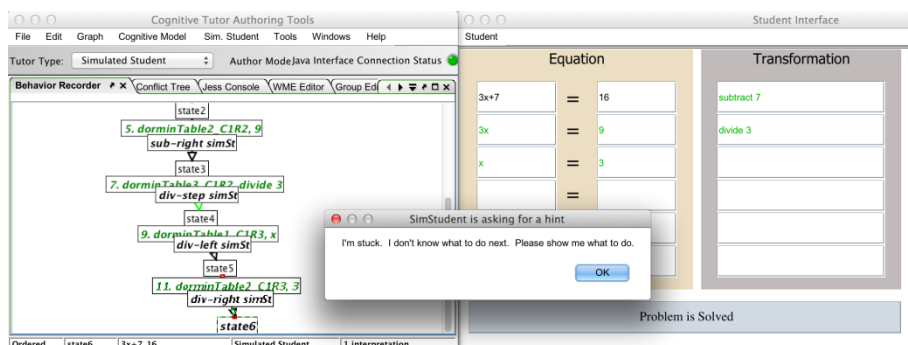 Cognitive Tutor Authoring Tools
File Edit Graph Cognitive Model Sim. Student Tools Windows Help
Tutor Type: Simulated Student Author Mode Java Interface Connection Status
Behavior Recorder Conflict Tree Jess Console WME Editor Group Edi
state2
5. dorminTable2_C1R2, 9
sub-right simSt
state3
7. dorminTable3_C1R2, divide 3
div-step simSt
state4
9. dorminTable1_C1R3, x
div-left simSt
state5
11. dorminTable2_C1R3, 3
div-right simSt
state6
Ordered state6 3x+7_16 Simulated Student 1 interpretation
Student Interface
Student
Equation Transformation
3x+7 = 16 subtract 7
3x = 9 divide 3
x = 3
=
SimStudent is asking for a hint
I'm stuck. I don't know what to do next. Please show me what to do.
OK
Problem is Solved